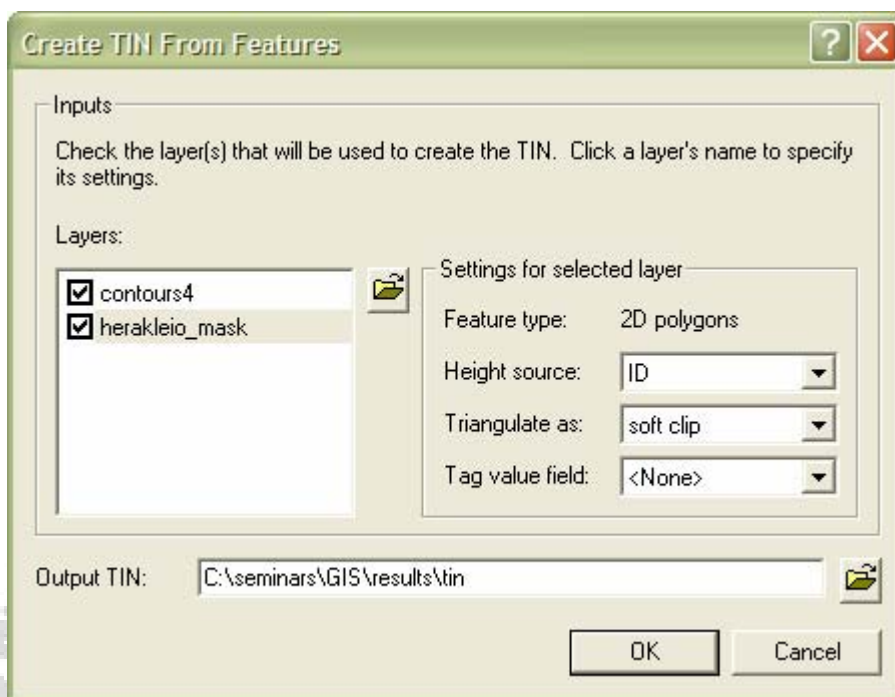 Create TIN From Features
Inputs
Check the layer(s) that will be used to create the TIN. Click a layer's name to specify
its settings.
Layers:
contours4
herakleio_mask
Settings for selected layer
Feature type: 2D polygons
Height source: ID
Triangulate as: soft clip
Tag value field: <None>
Output TIN: C:\seminars\GIS\results\tin
OK Cancel